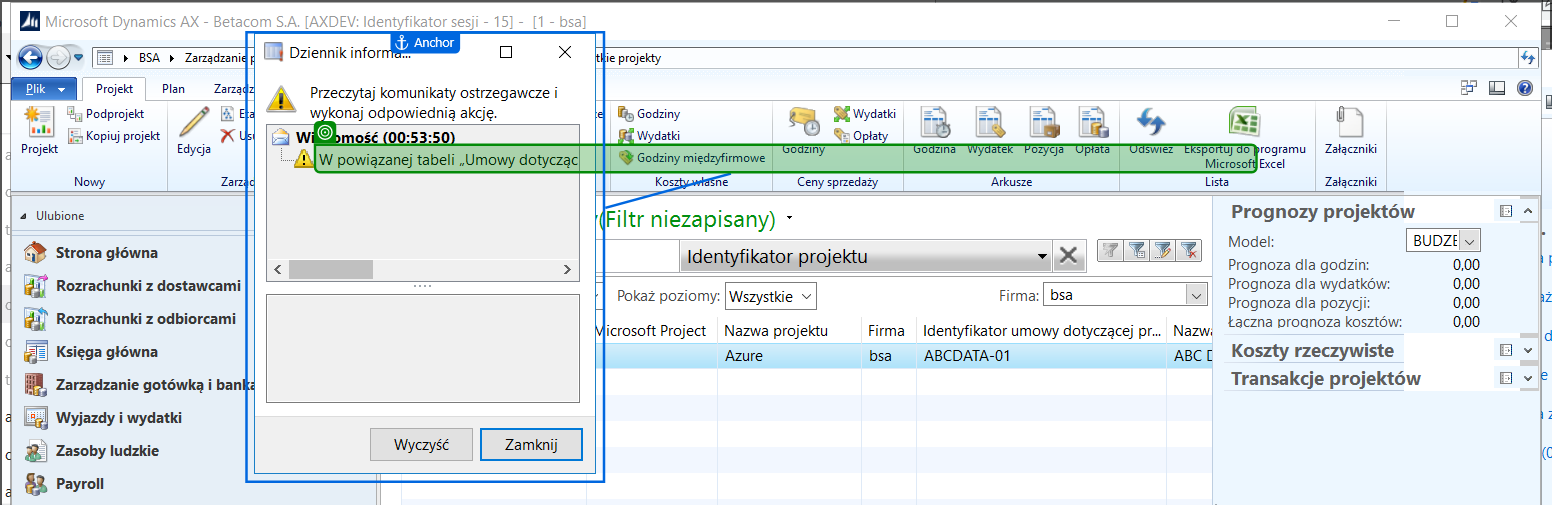 Microsoft Dynamics AX - Betacom S.A. [AXDEV: Identyfikator sesji - 15] - [1 - bsa]
BSA
Zarządzanie
tkie projekty
Plik
Projekt
Plan
Projekt
Podprojekt
Kopiuj projekt
Nowy
Edycja
Godziny
Wydatki
Godziny międzyfirmowe
Koszty własne
Godziny
Wydatki
Opłaty
Ceny sprzedaży
Godzina
Wydatek
Pozycja
Opłata
Arkusze
Odśwież
Eksportuj do programu
Microsoft Excel
Lista
Załączniki
Załączniki
Anchor
Dziennik informa...
Przeczytaj komunikaty ostrzegawcze i
wykonaj odpowiednią akcję.
(00:53:50)
W powiązanej tabeli „Umowy dotycząc
Wyczyść
Zamknij
Ulubione
Strona główna
Rozrachunki z dostawcami
Rozrachunki z odbiorcami
Księga główna
Zarządzanie gotówką i banka
Wyjazdy i wydatki
Zasoby ludzkie
Payroll
(Filtr niezapisany)
Identyfikator projektu
Pokaż poziomy:
Wszystkie
Firma:
bsa
Microsoft Project
Nazwa projektu
Firma
Identyfikator umowy dotyczącej pr...
Nazw
Azure
bsa
ABCDATA-01
ABC D
Prognozy projektów
Model:
BUDŻE
Prognoza dla godzin: 0,00
Prognoza dla wydatków: 0,00
Prognoza dla pozycji: 0,00
Łączna prognoza kosztów: 0,00
Koszty rzeczywiste
Transakcje projektów